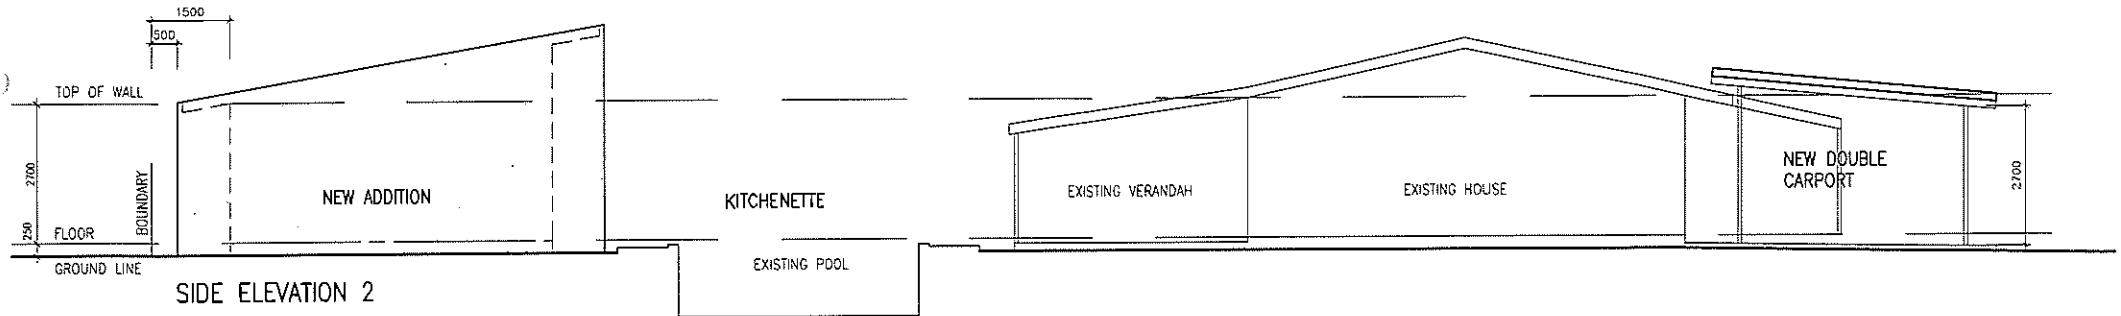 1500
500
TOP OF WALL
2700
BOUNDARY
NEW ADDITION
KITCHENETTE
EXISTING VERANDAH
EXISTING HOUSE
NEW DOUBLE
CARPORT
2700
250
FLOOR
GROUND LINE
EXISTING POOL
SIDE ELEVATION 2